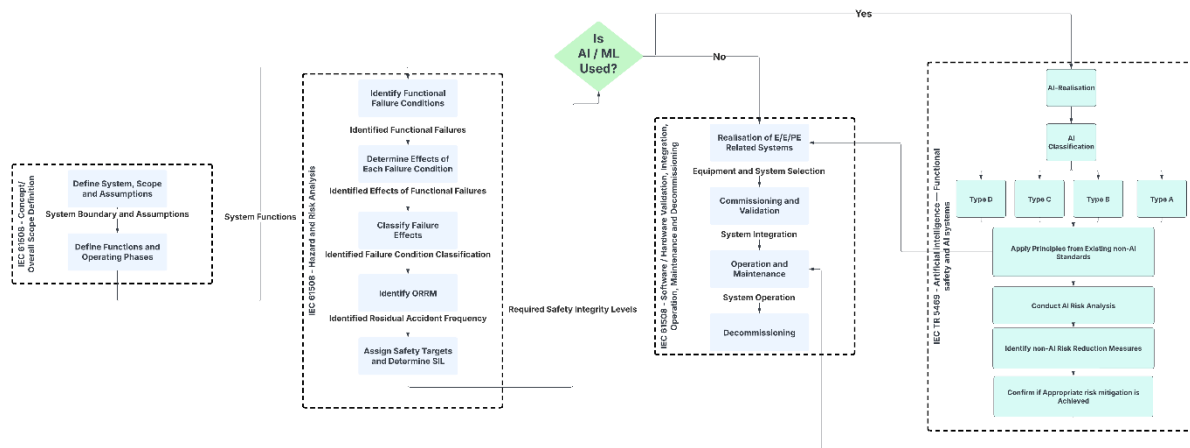 IEC 61508 - Concept/
Overall Scope Definition
Define System, Scope
and Assumptions
System Boundary and Assumptions
Define Functions and
Operating Phases
System Functions
IEC 61508 - Hazard and Risk Analysis
Identify Functional
Failure Conditions
Identified Functional Failures
Determine Effects of
Each Failure Condition
Identified Effects of Functional Failures
Classify Failure
Effects
Identified Failure Condition Classification
Identify ORRM
Identified Residual Accident Frequency
Assign Safety Targets
and Determine SIL
Required Safety Integrity Levels
Is
AI / ML
Used?
Yes
No
IEC 61508 - Software / Hardware Validation, Integration,
Operation, Maintenance and Decommissioning
Realisation of E/E/PE
Related Systems
Equipment and System Selection
Commissioning and
Validation
System Integration
Operation and
Maintenance
System Operation
Decommissioning
IEC TR 5469 - Artificial intelligence — Functional
safety and AI systems
AI-Realisation
AI
Classification
Type D
Type C
Type B
Type A
Apply Principles from Existing non-AI
Standards
Conduct AI Risk Analysis
Identify non-AI Risk Reduction Measures
Confirm if Appropriate risk mitigation is
Achieved